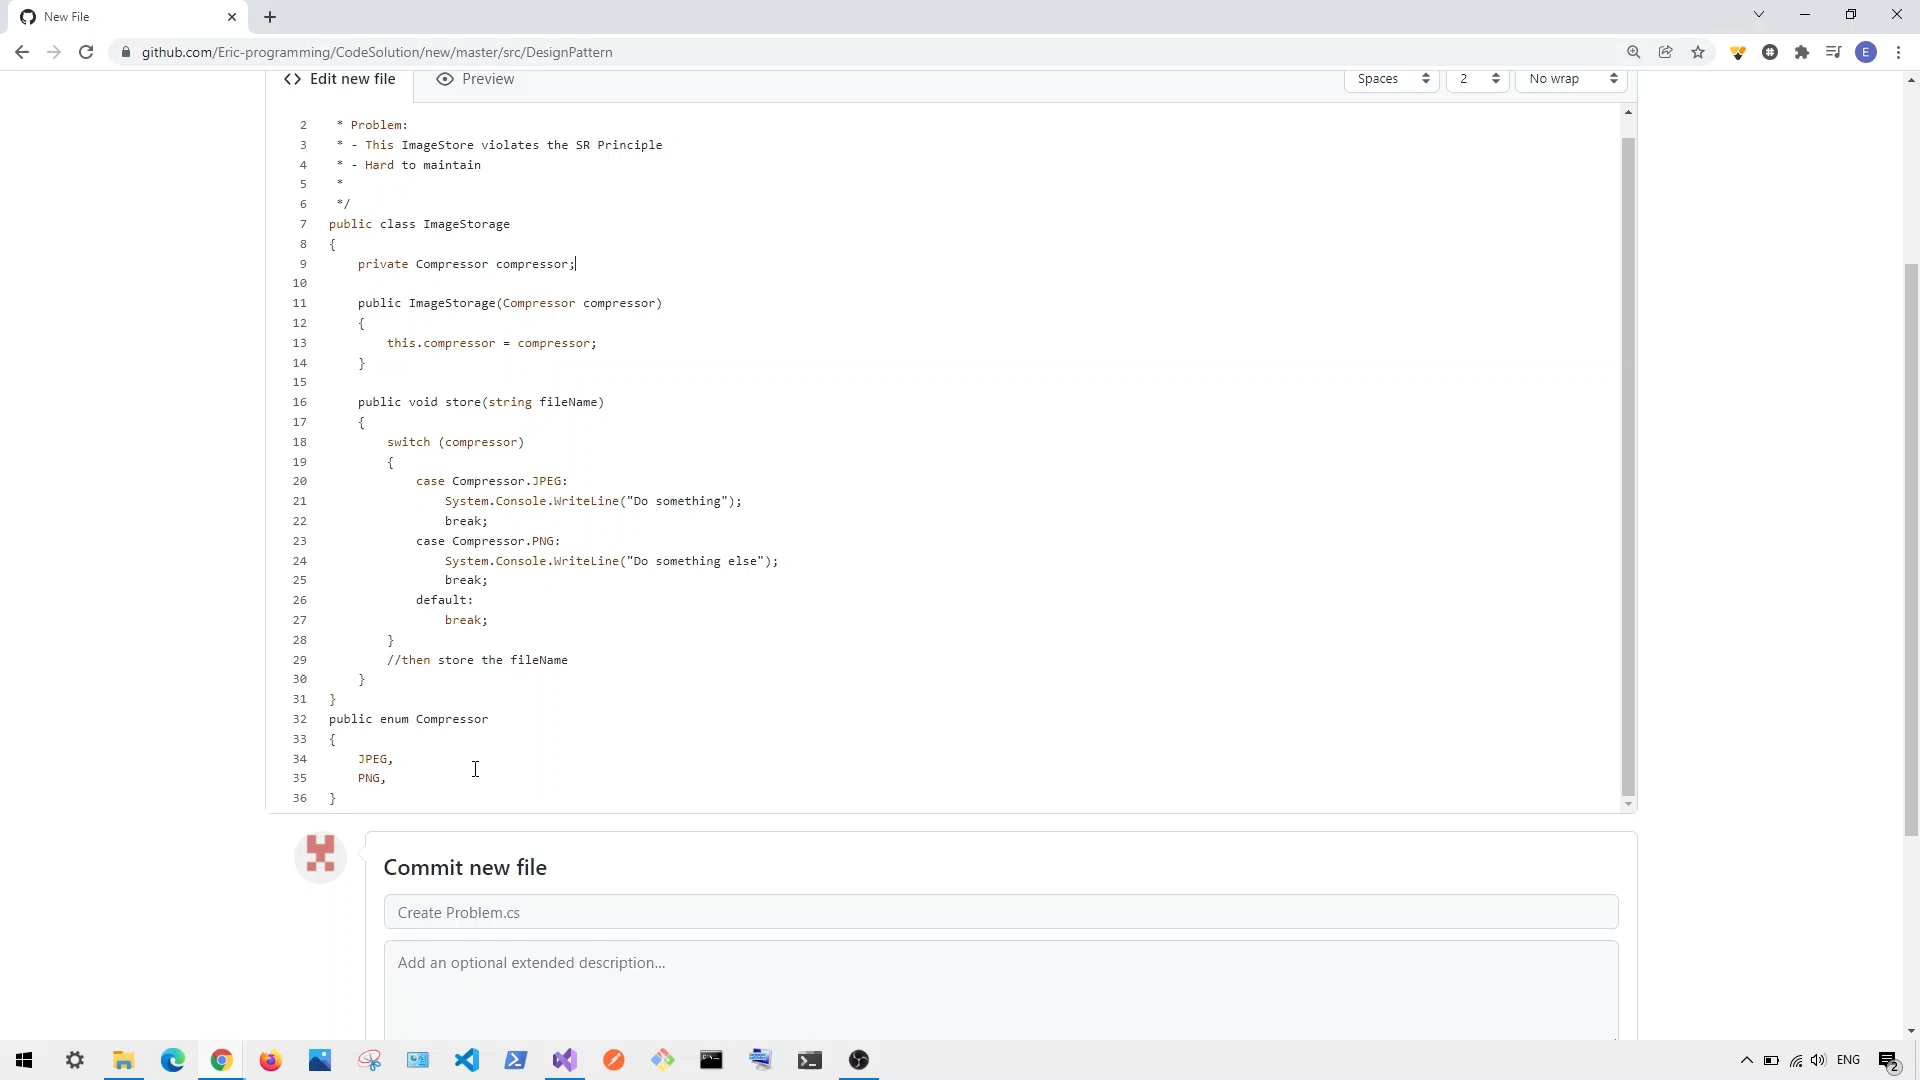 New File
github.com/Eric-programming/CodeSolution/new/master/src/DesignPattern
E
<> Edit new file
Preview
Spaces
2
No wrap
2 * Problem:
3 * - This ImageStore violates the SR Principle
4 * - Hard to maintain
5 *
6 */
7 public class ImageStorage
8 {
9 private Compressor compressor;
10
11 public ImageStorage(Compressor compressor)
12 {
13 this.compressor = compressor;
14 }
15
16 public void store(string fileName)
17 {
18 switch (compressor)
19 {
20 case Compressor.JPEG:
21 System.Console.WriteLine("Do something");
22 break;
23 case Compressor.PNG:
24 System.Console.WriteLine("Do something else");
25 break;
26 default:
27 break;
28 }
29 //then store the fileName
30 }
31 }
32 public enum Compressor
33 {
34 JPEG,
35 PNG,
36 }
Commit new file
Create Problem.cs
Add an optional extended description...
ENG
2